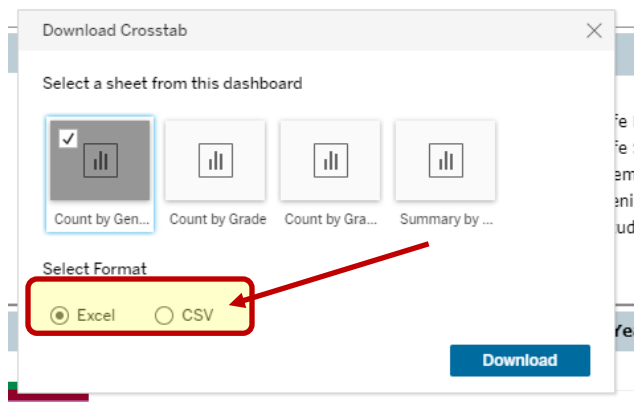 Download Crosstab
Select a sheet from this dashboard
Count by Gen... Count by Grade Count by Gra... Summary by ...
Select Format
Excel CSV
Download